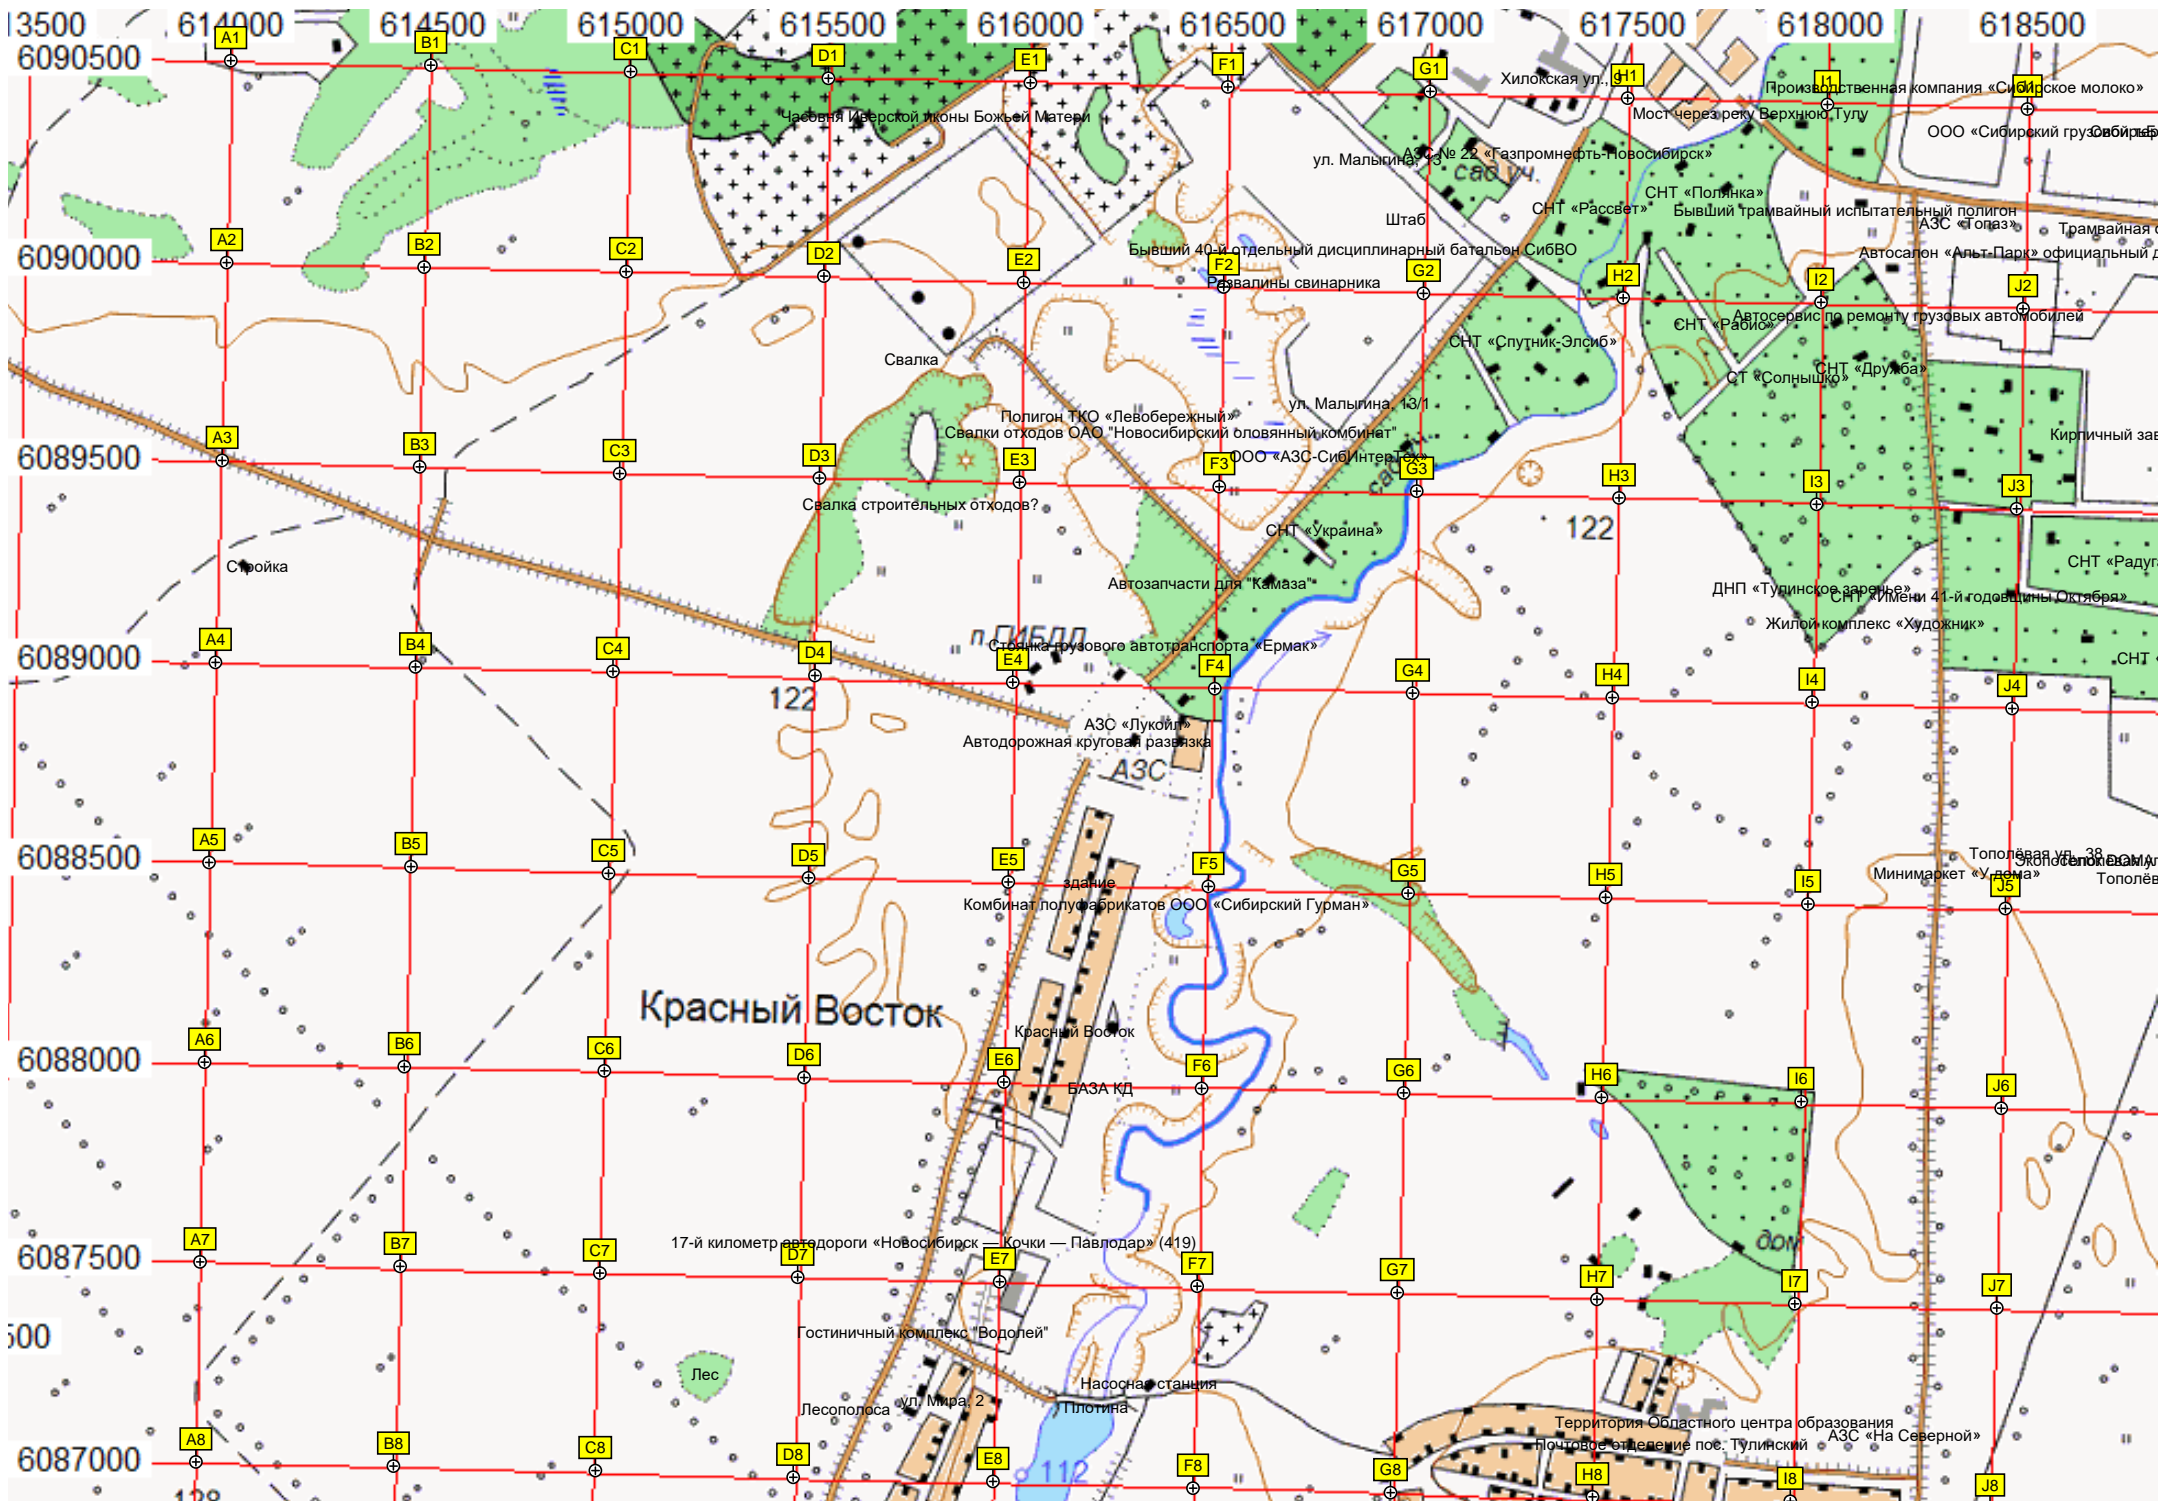 3500 614000 614500 615000 615500 616000 616500 617000 617500 618000 618500
6090500
A1 B1 C1 D1 E1 F1 G1 H1 I1 J1
Хилокская ул., 9
Производственная компания «Сибирское молоко»
Часовня Иверской иконы Божьей Матери
Мост через реку Верхнюю Тулу
ООО «Сибирский
АЗС № 22 «Газпромнефть-Новосибирск»
ул. Малыгина, 13
сад уч.
СНТ «Полянка»
СНТ «Рассвет»
Бывший трамвайный испытательный полигон
Штаб
АЗС «Топаз»
Трамвайная
Бывший 40-й отдельный дисциплинарный батальон СибВО
Автосалон «Альт-Парк» официальный д
6090000
A2 B2 C2 D2 E2 F2 G2 H2 I2 J2
Развалины свинарника
Автосервис по ремонту грузовых автомобилей
СНТ «Рабис»
СНТ «Спутник-Элсиб»
Свалка
СНТ «Дружба»
СТ «Солнышко»
ул. Малыгина, 13/1
Полигон ТКО «Левобережный»
Свалки отходов ОАО "Новосибирский оловянный комбинат"
Кирпичный зав
6089500
A3 B3 C3 D3 E3 F3 G3 H3 I3 J3
ООО «АЗС-СибИнтерТех»
сад
Свалка строительных отходов?
СНТ «Украина»
122
Стройка
СНТ «Радуг
Автозапчасти для "Камаза"
ДНП «Тулинское заречье»
СНТ «Имени 41-й годовщины Октября»
Жилой комплекс «Художник»
п ГИБДД
Стоянка грузового автотранспорта «Ермак»
СНТ «
6089000
A4 B4 C4 D4 E4 F4 G4 H4 I4 J4
122
АЗС «Лукойл»
Автодорожная круговая развязка
АЗС
6088500
A5 B5 C5 D5 E5 F5 G5 H5 I5 J5
Тополёвая ул., 38
Минимаркет «У дома»
Тополёв
здание
Комбинат полуфабрикатов ООО «Сибирский Гурман»
Красный Восток
Красный Восток
6088000
A6 B6 C6 D6 E6 F6 G6 H6 I6 J6
БАЗА КД
17-й километр автодороги «Новосибирск — Кочки — Павлодар» (419)
дом
6087500
A7 B7 C7 D7 E7 F7 G7 H7 I7 J7
500
Гостиничный комплекс "Водолей"
Лес
Насосная станция
ул. Мира, 2
Лесополоса
Плотина
Территория Областного центра образования
АЗС «На Северной»
Почтовое отделение пос. Тулинский
6087000
A8 B8 C8 D8 E8 F8 G8 H8 I8 J8
112
128